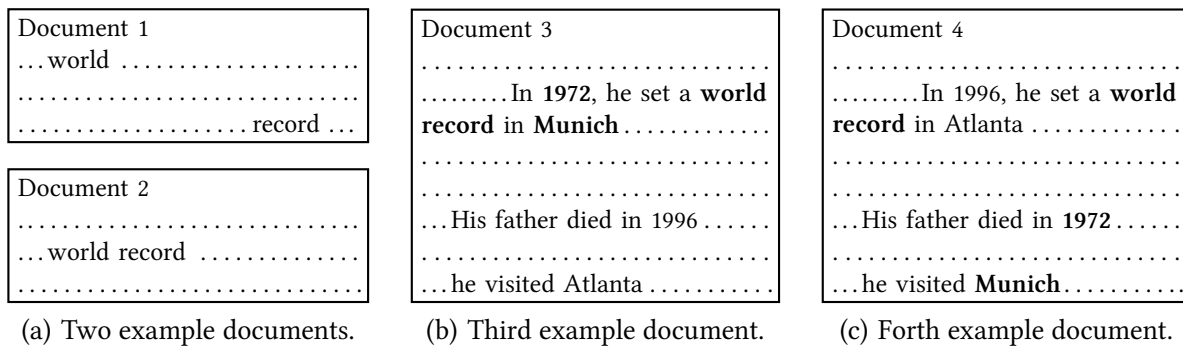 Document 1
...world ......................
................................
......................record ...
Document 2
................................
...world record ...............
................................
(a) Two example documents.
Document 3
................................
.........In 1972, he set a world
record in Munich..............
................................
................................
...His father died in 1996......
................................
...he visited Atlanta ...........
(b) Third example document.
Document 4
................................
.........In 1996, he set a world
record in Atlanta ..............
................................
................................
...His father died in 1972......
................................
...he visited Munich...........
(c) Forth example document.